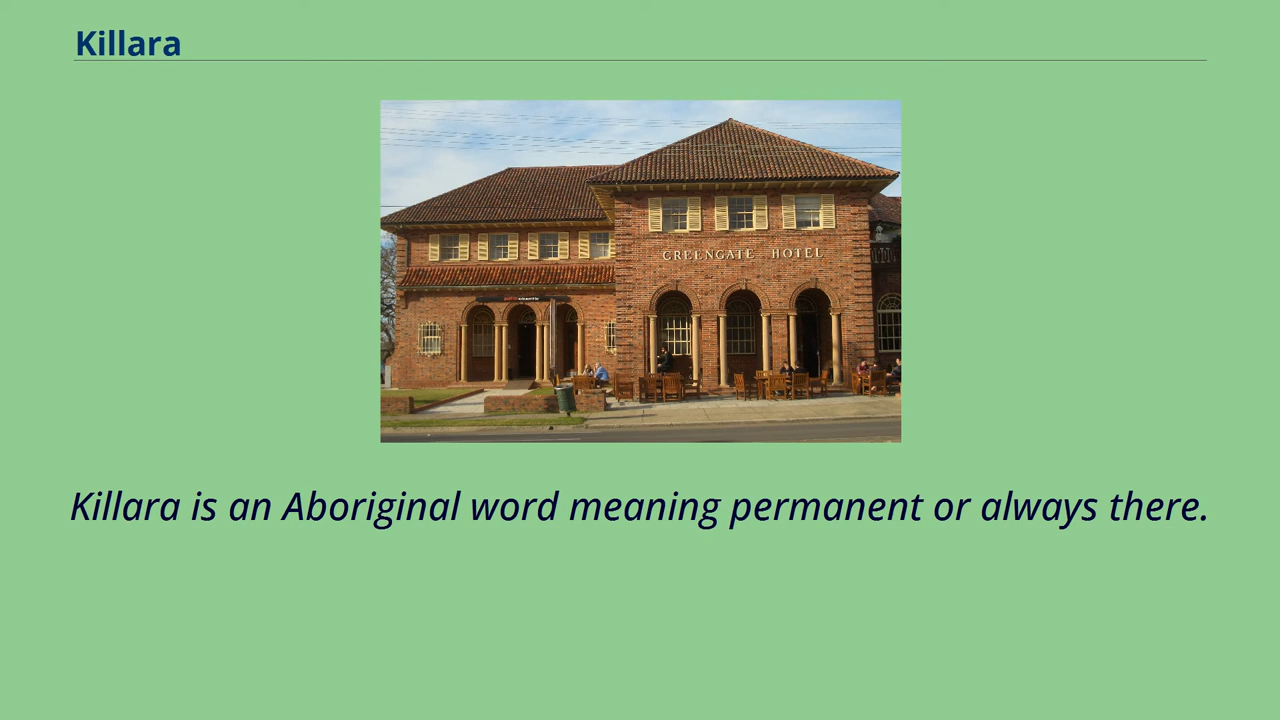 Killara
GREENGATE HOTEL
Killara is an Aboriginal word meaning permanent or always there.